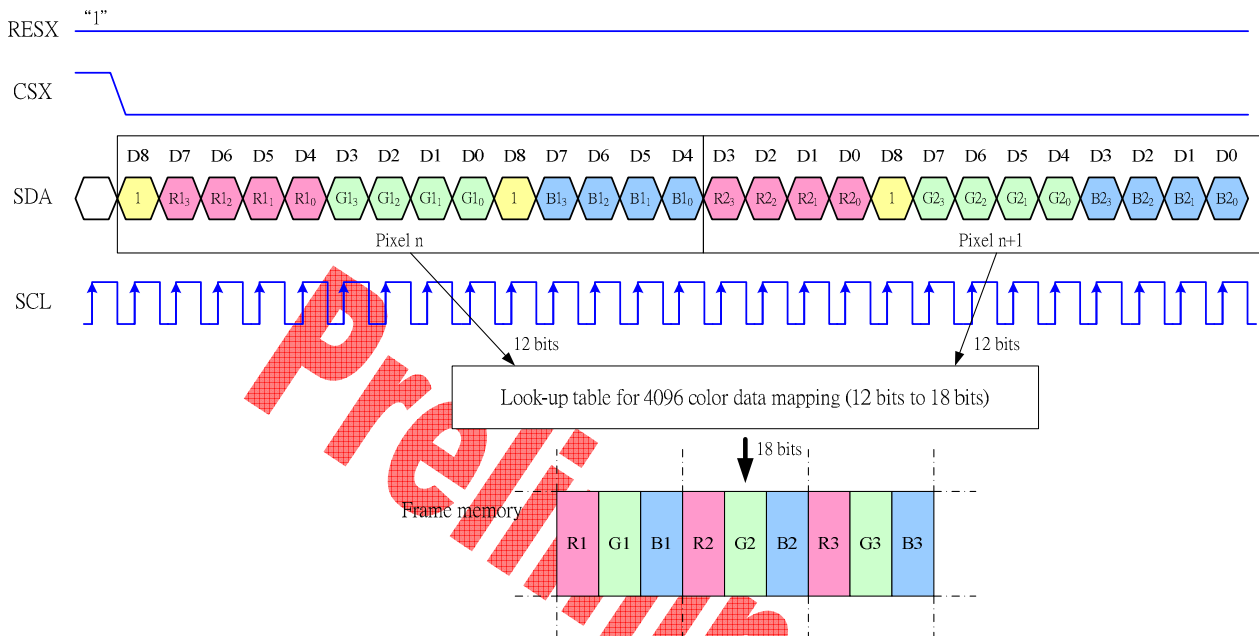 RESX “1”
CSX
D8 D7 D6 D5 D4 D3 D2 D1 D0 D8 D7 D6 D5 D4 D3 D2 D1 D0 D8 D7 D6 D5 D4 D3 D2 D1 D0
SDA 1 R1₃ R1₂ R1₁ R1₀ G1₃ G1₂ G1₁ G1₀ 1 B1₃ B1₂ B1₁ B1₀ R2₃ R2₂ R2₁ R2₀ 1 G2₃ G2₂ G2₁ G2₀ B2₃ B2₂ B2₁ B2₀
Pixel n Pixel n+1
SCL
12 bits 12 bits
Look-up table for 4096 color data mapping (12 bits to 18 bits)
18 bits
Frame memory
R1 G1 B1 R2 G2 B2 R3 G3 B3